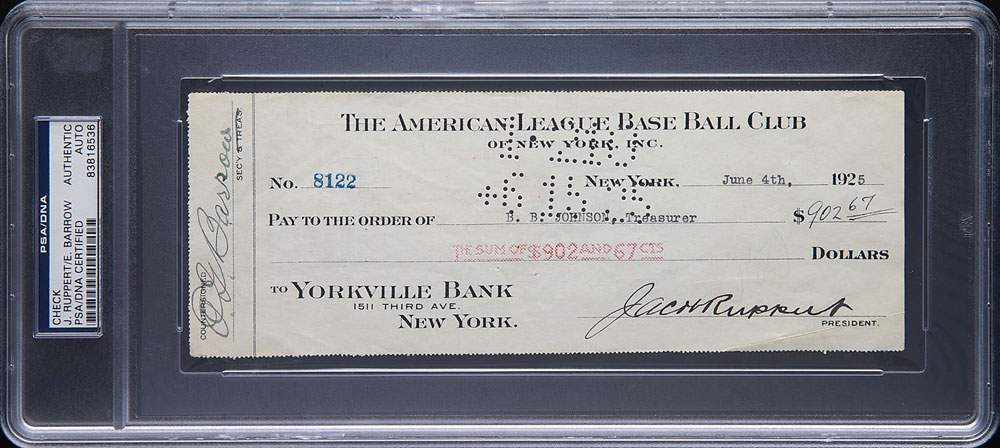 PSA/DNA
CHECK
J. RUPPERT/E. BARROW AUTHENTIC
AUTO
PSA/DNA CERTIFIED 83816536
COUNTERSIGNED
E G Barrow
SECY & TREAS.
THE AMERICAN LEAGUE BASE BALL CLUB
OF NEW YORK, INC.
NO. 8122 NEW YORK, June 4th, 1925
PAY TO THE ORDER OF B. B. JOHNSON, Treasurer $902 67
THE SUM OF $902 AND 67 CTS DOLLARS
TO YORKVILLE BANK
1511 THIRD AVE.
NEW YORK.
Jacob Ruppert
PRESIDENT.